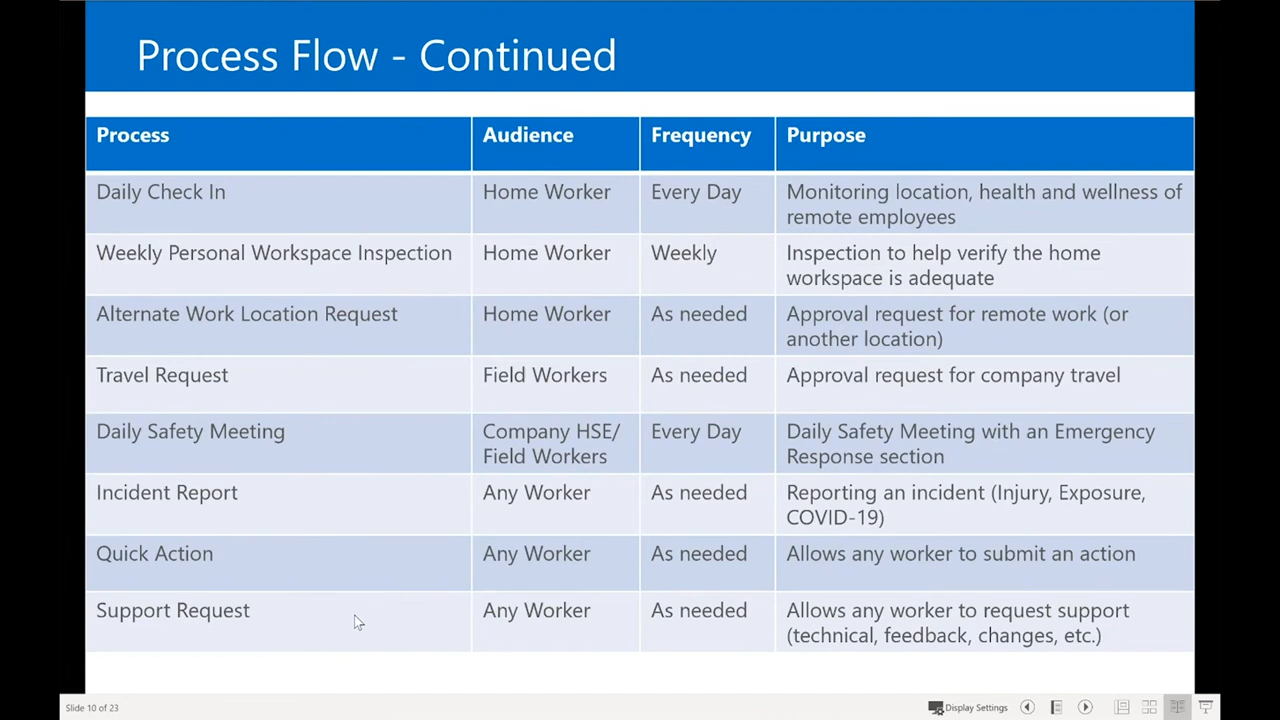 Process Flow - Continued
Process Audience Frequency Purpose
Daily Check In Home Worker Every Day Monitoring location, health and wellness of
remote employees
Weekly Personal Workspace Inspection Home Worker Weekly Inspection to help verify the home
workspace is adequate
Alternate Work Location Request Home Worker As needed Approval request for remote work (or
another location)
Travel Request Field Workers As needed Approval request for company travel
Daily Safety Meeting Company HSE/ Every Day Daily Safety Meeting with an Emergency
Field Workers Response section
Incident Report Any Worker As needed Reporting an incident (Injury, Exposure,
COVID-19)
Quick Action Any Worker As needed Allows any worker to submit an action
Support Request Any Worker As needed Allows any worker to request support
(technical, feedback, changes, etc.)
Slide 10 of 23 Display Settings